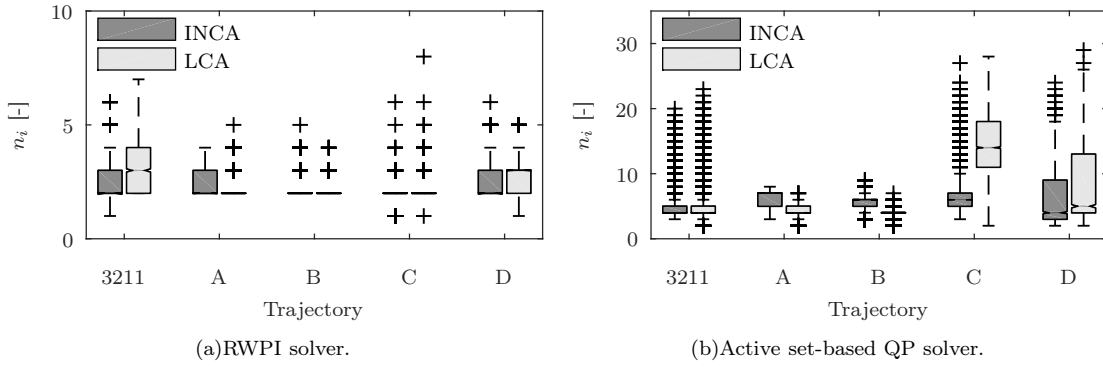 10
5
0
n_i [-]
INCA
LCA
3211 A B C D
Trajectory
(a)RWPI solver.
30
20
10
0
n_i [-]
INCA
LCA
3211 A B C D
Trajectory
(b)Active set-based QP solver.